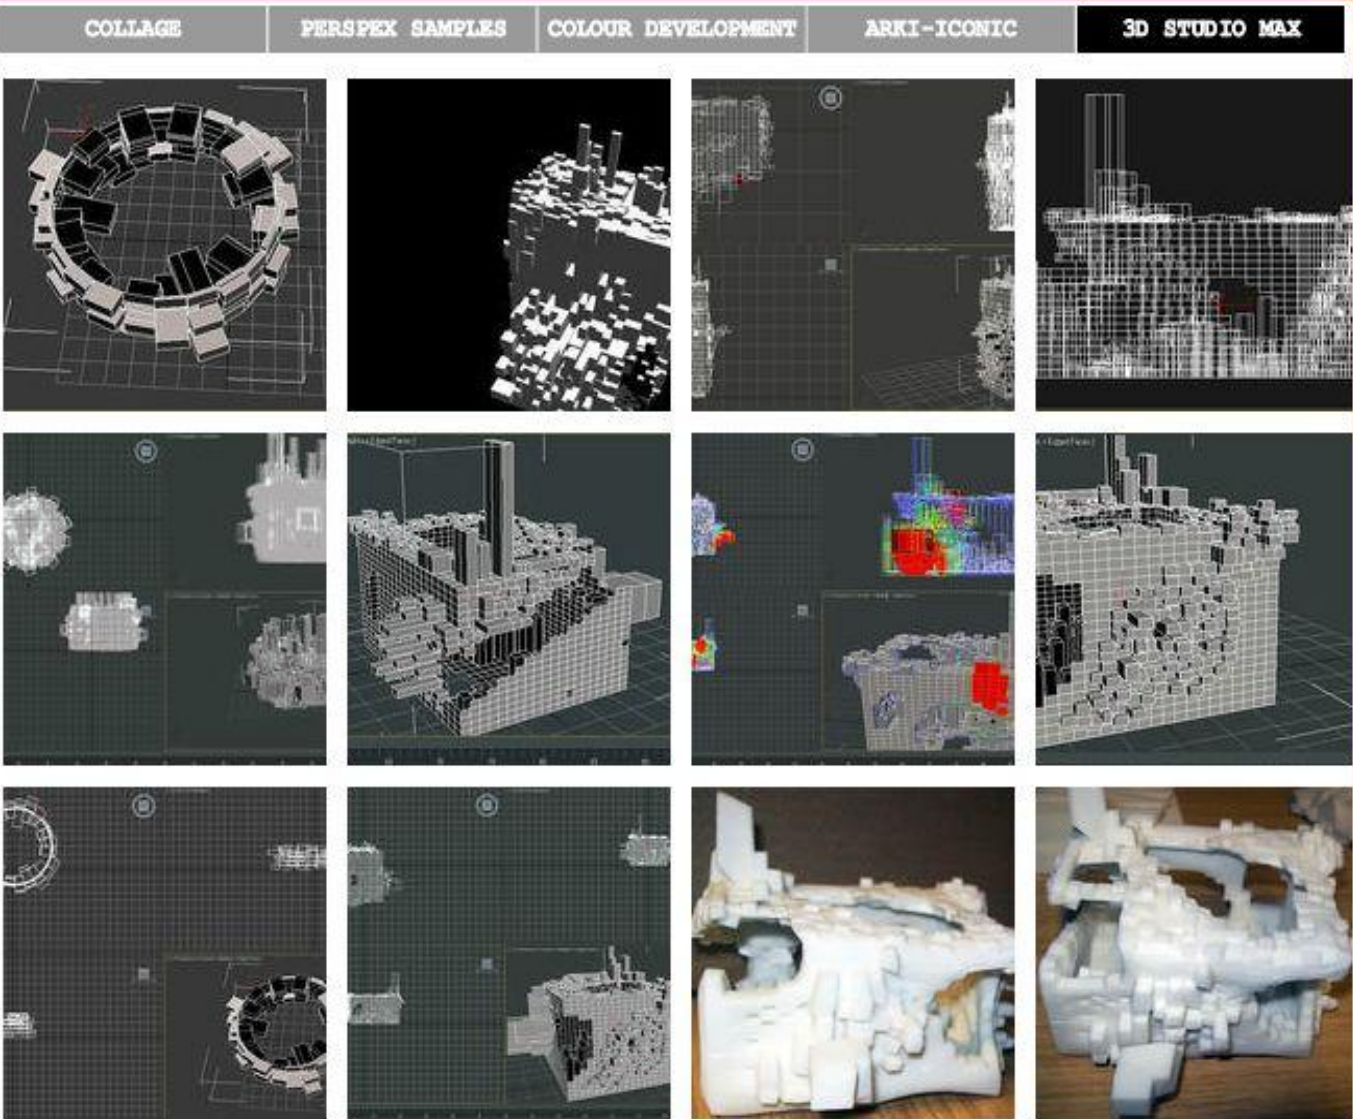 COLLAGE
PERSPEX SAMPLES
COLOUR DEVELOPMENT
ARKI-ICONIC
3D STUDIO MAX